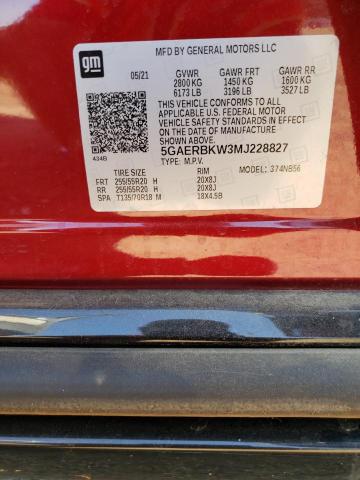 gm
MFD BY GENERAL MOTORS LLC
05/21 GVWR GAWR FRT GAWR RR
2800 KG 1450 KG 1600 KG
6173 LB 3196 LB 3527 LB
THIS VEHICLE CONFORMS TO ALL
APPLICABLE U.S. FEDERAL MOTOR
VEHICLE SAFETY STANDARDS IN
EFFECT ON THE DATE OF
MANUFACTURE SHOWN ABOVE.
434B 5GAERBKW3MJ228827
TYPE: M.P.V. MODEL: 374NB56
TIRE SIZE RIM
FRT 255/55R20 H 20X8J
RR 255/55R20 H 20X8J
SPA T135/70R18 M 18X4.5B